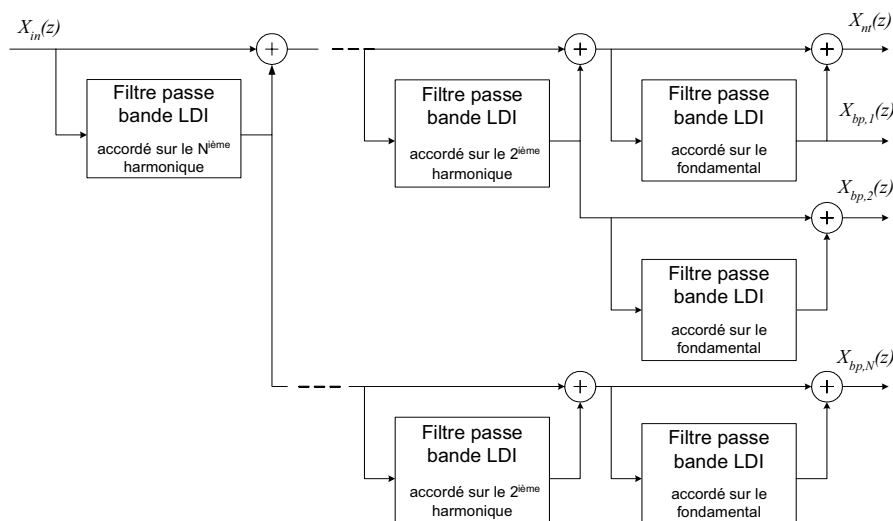 X_in(z)
X_nt(z)
+
+
+
Filtre passe
bande LDI
accordé sur le N^ième
harmonique
Filtre passe
bande LDI
accordé sur le 2^ième
harmonique
Filtre passe
bande LDI
accordé sur le
fondamental
X_bp,1(z)
X_bp,2(z)
+
Filtre passe
bande LDI
accordé sur le
fondamental
X_bp,N(z)
+
+
Filtre passe
bande LDI
accordé sur le 2^ième
harmonique
Filtre passe
bande LDI
accordé sur le
fondamental